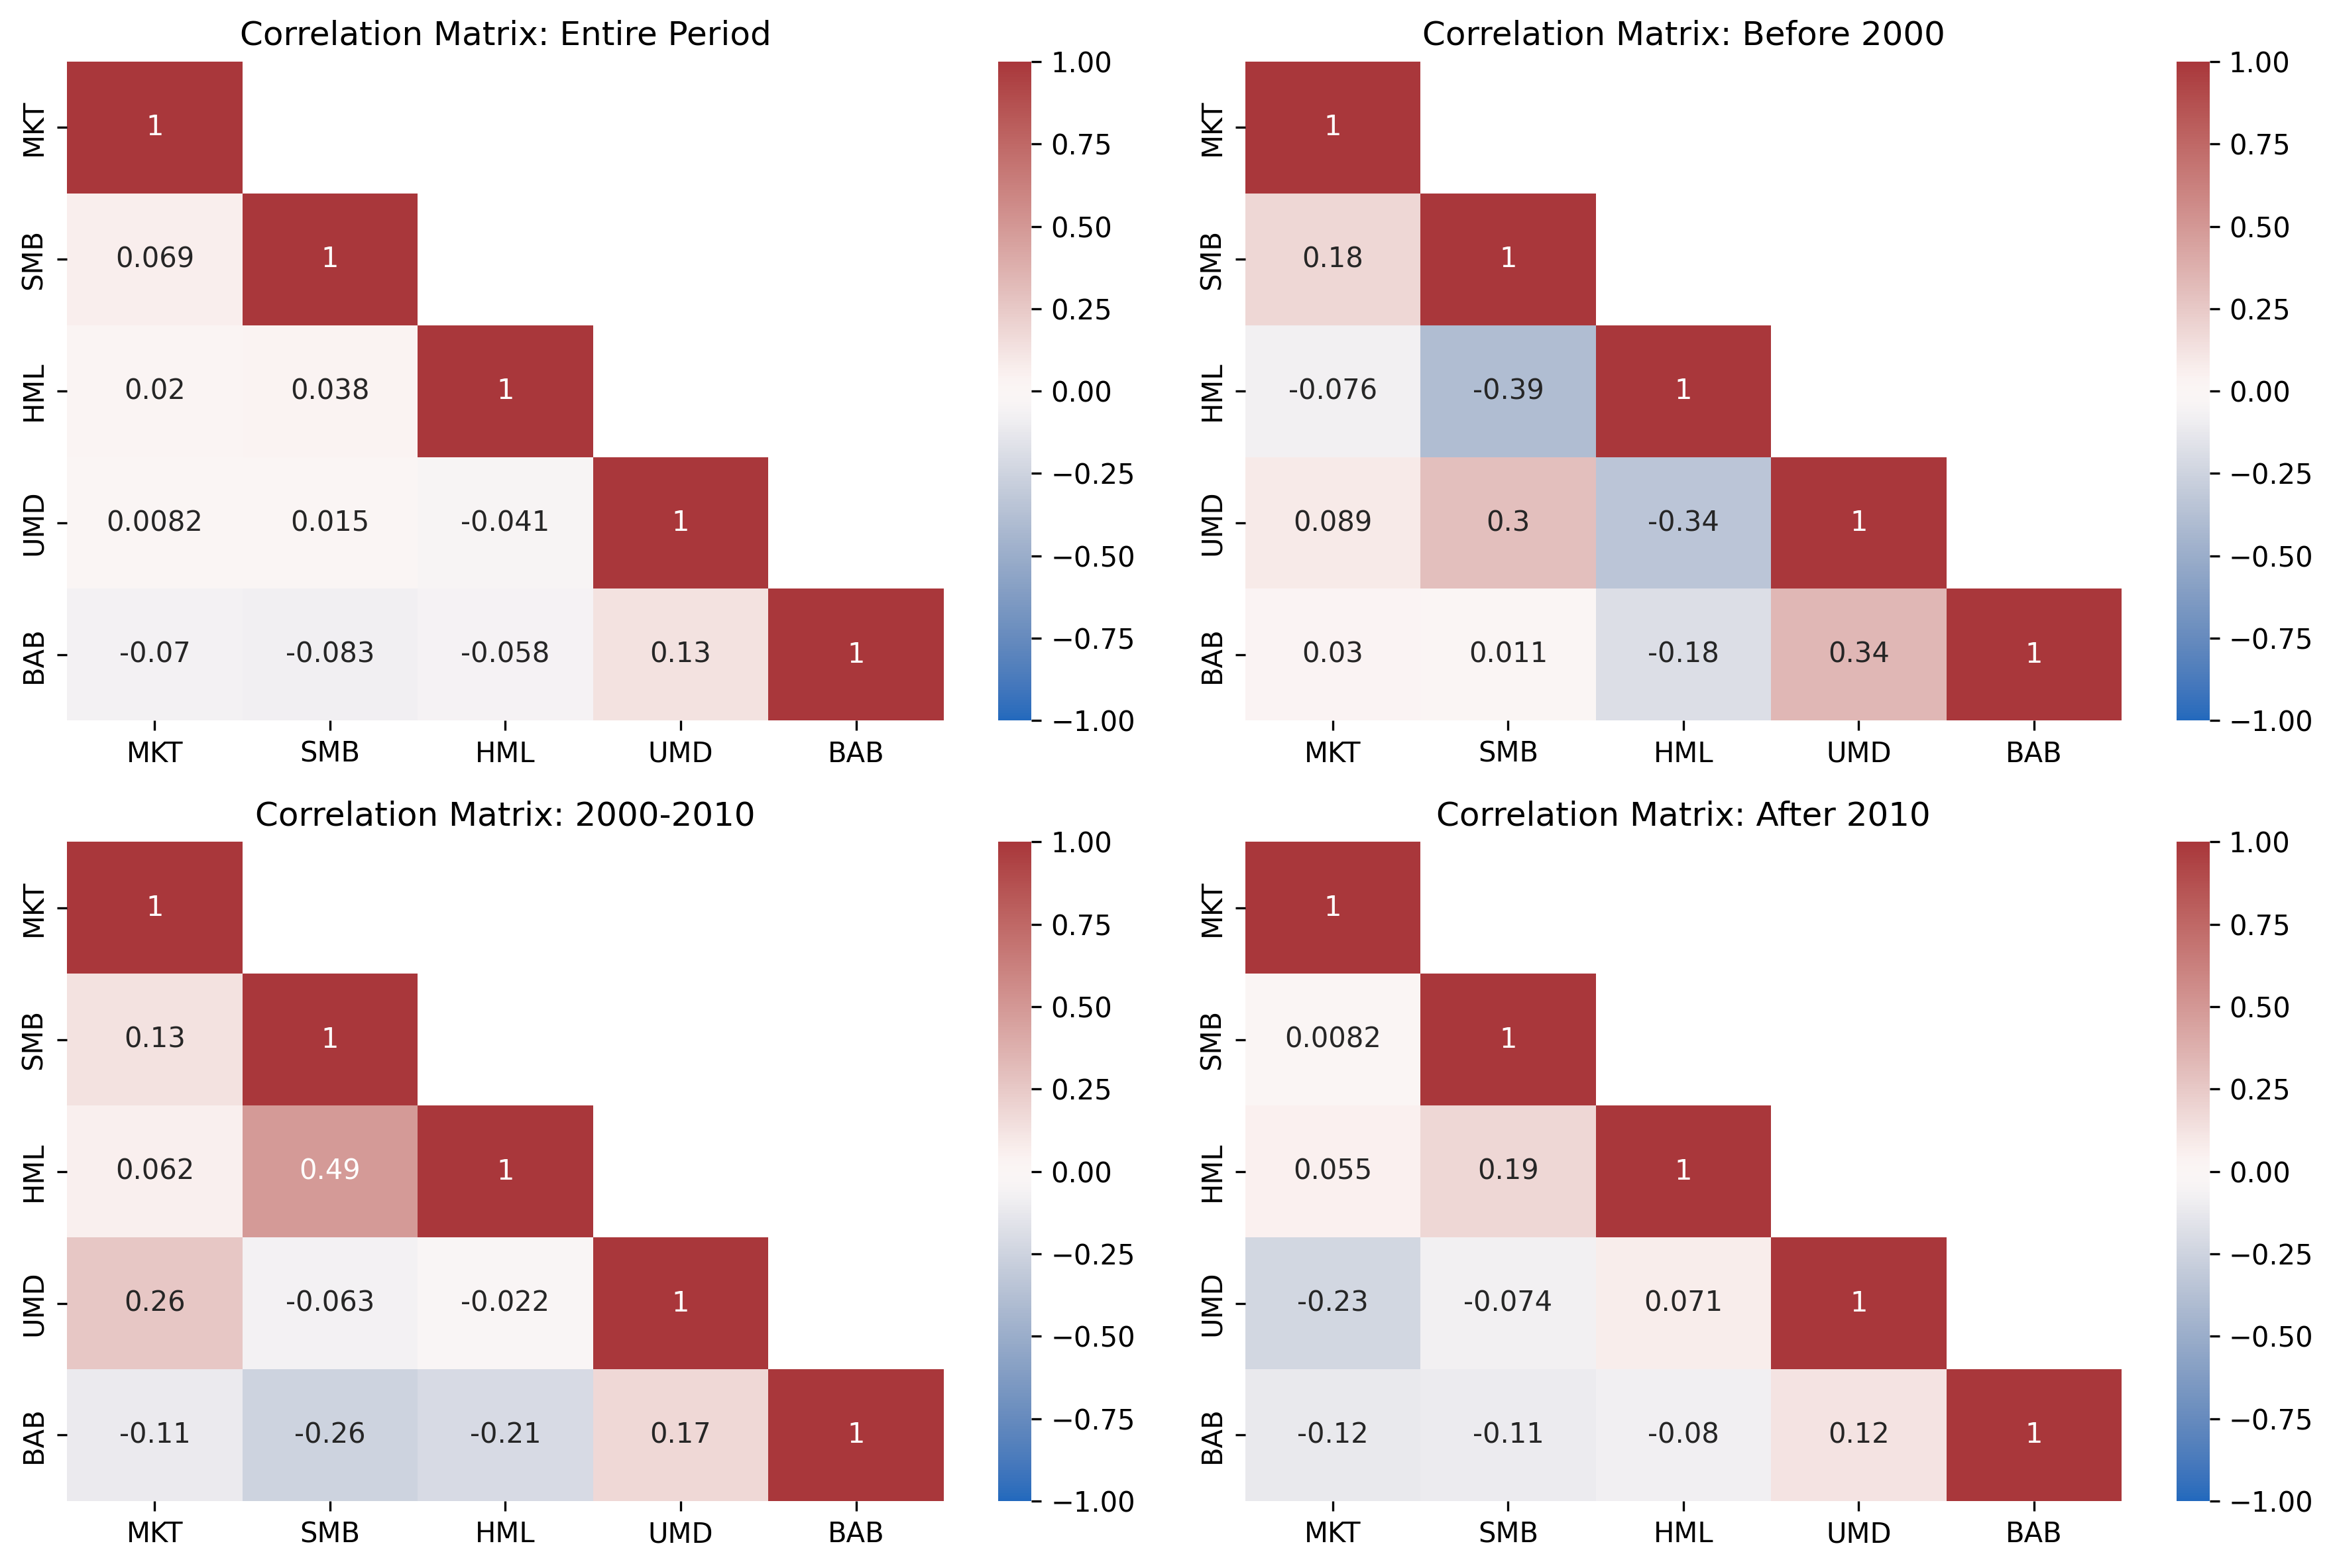 Correlation Matrix: Entire Period
MKT 1
SMB 0.069 1
HML 0.02 0.038 1
UMD 0.0082 0.015 -0.041 1
BAB -0.07 -0.083 -0.058 0.13 1
MKT SMB HML UMD BAB
1.00
0.75
0.50
0.25
0.00
−0.25
−0.50
−0.75
−1.00
Correlation Matrix: Before 2000
MKT 1
SMB 0.18 1
HML -0.076 -0.39 1
UMD 0.089 0.3 -0.34 1
BAB 0.03 0.011 -0.18 0.34 1
MKT SMB HML UMD BAB
1.00
0.75
0.50
0.25
0.00
−0.25
−0.50
−0.75
−1.00
Correlation Matrix: 2000-2010
MKT 1
SMB 0.13 1
HML 0.062 0.49 1
UMD 0.26 -0.063 -0.022 1
BAB -0.11 -0.26 -0.21 0.17 1
MKT SMB HML UMD BAB
1.00
0.75
0.50
0.25
0.00
−0.25
−0.50
−0.75
−1.00
Correlation Matrix: After 2010
MKT 1
SMB 0.0082 1
HML 0.055 0.19 1
UMD -0.23 -0.074 0.071 1
BAB -0.12 -0.11 -0.08 0.12 1
MKT SMB HML UMD BAB
1.00
0.75
0.50
0.25
0.00
−0.25
−0.50
−0.75
−1.00